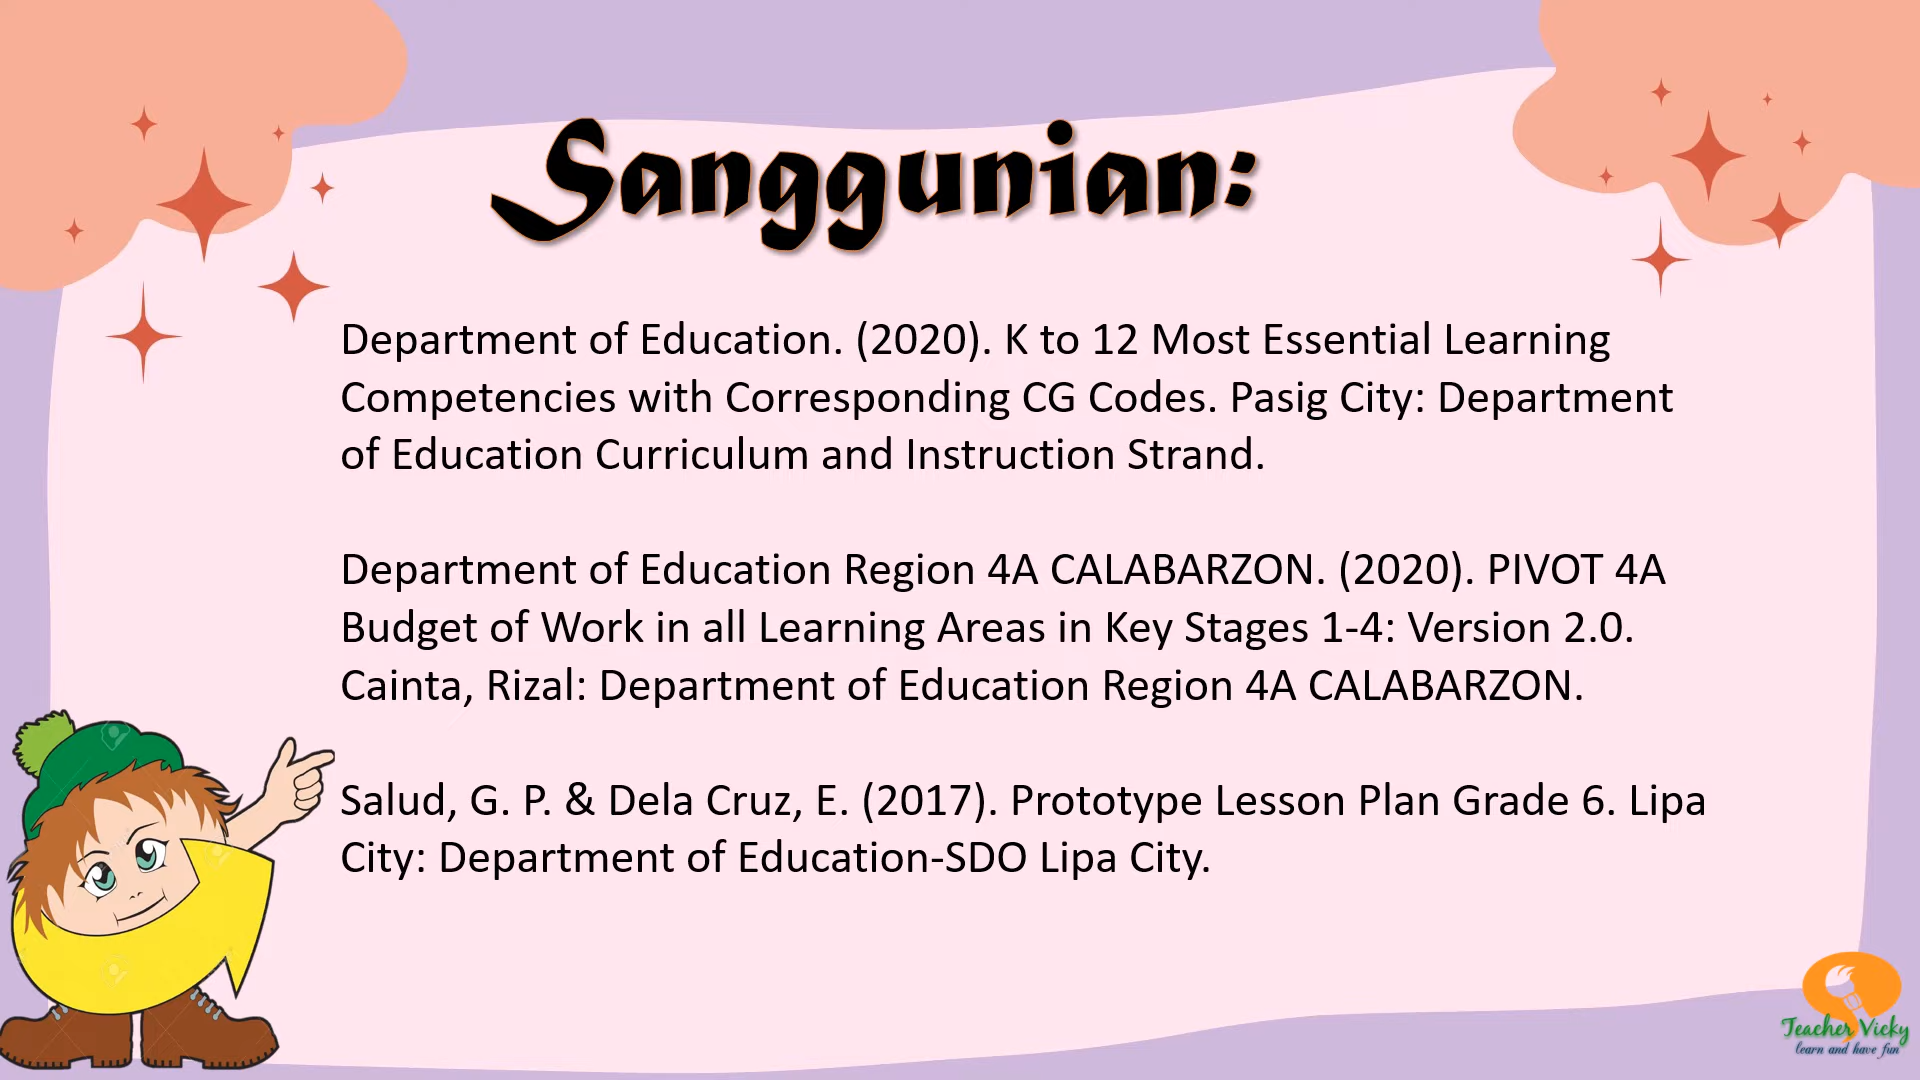 Sanggunian:
Department of Education. (2020). K to 12 Most Essential Learning
Competencies with Corresponding CG Codes. Pasig City: Department
of Education Curriculum and Instruction Strand.
Department of Education Region 4A CALABARZON. (2020). PIVOT 4A
Budget of Work in all Learning Areas in Key Stages 1-4: Version 2.0.
Cainta, Rizal: Department of Education Region 4A CALABARZON.
Salud, G. P. & Dela Cruz, E. (2017). Prototype Lesson Plan Grade 6. Lipa
City: Department of Education-SDO Lipa City.
Teacher Vicky
learn and have fun